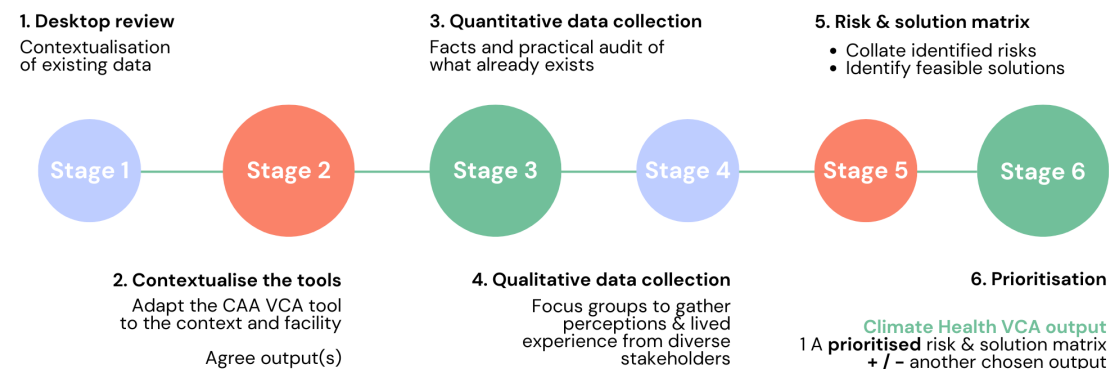 1. Desktop review
Contextualisation
of existing data
3. Quantitative data collection
Facts and practical audit of
what already exists
5. Risk & solution matrix
• Collate identified risks
• Identify feasible solutions
Stage 1
Stage 2
Stage 3
Stage 4
Stage 5
Stage 6
2. Contextualise the tools
Adapt the CAA VCA tool
to the context and facility
Agree output(s)
4. Qualitative data collection
Focus groups to gather
perceptions & lived
experience from diverse
stakeholders
6. Prioritisation
Climate Health VCA output
1 A prioritised risk & solution matrix
+ / - another chosen output